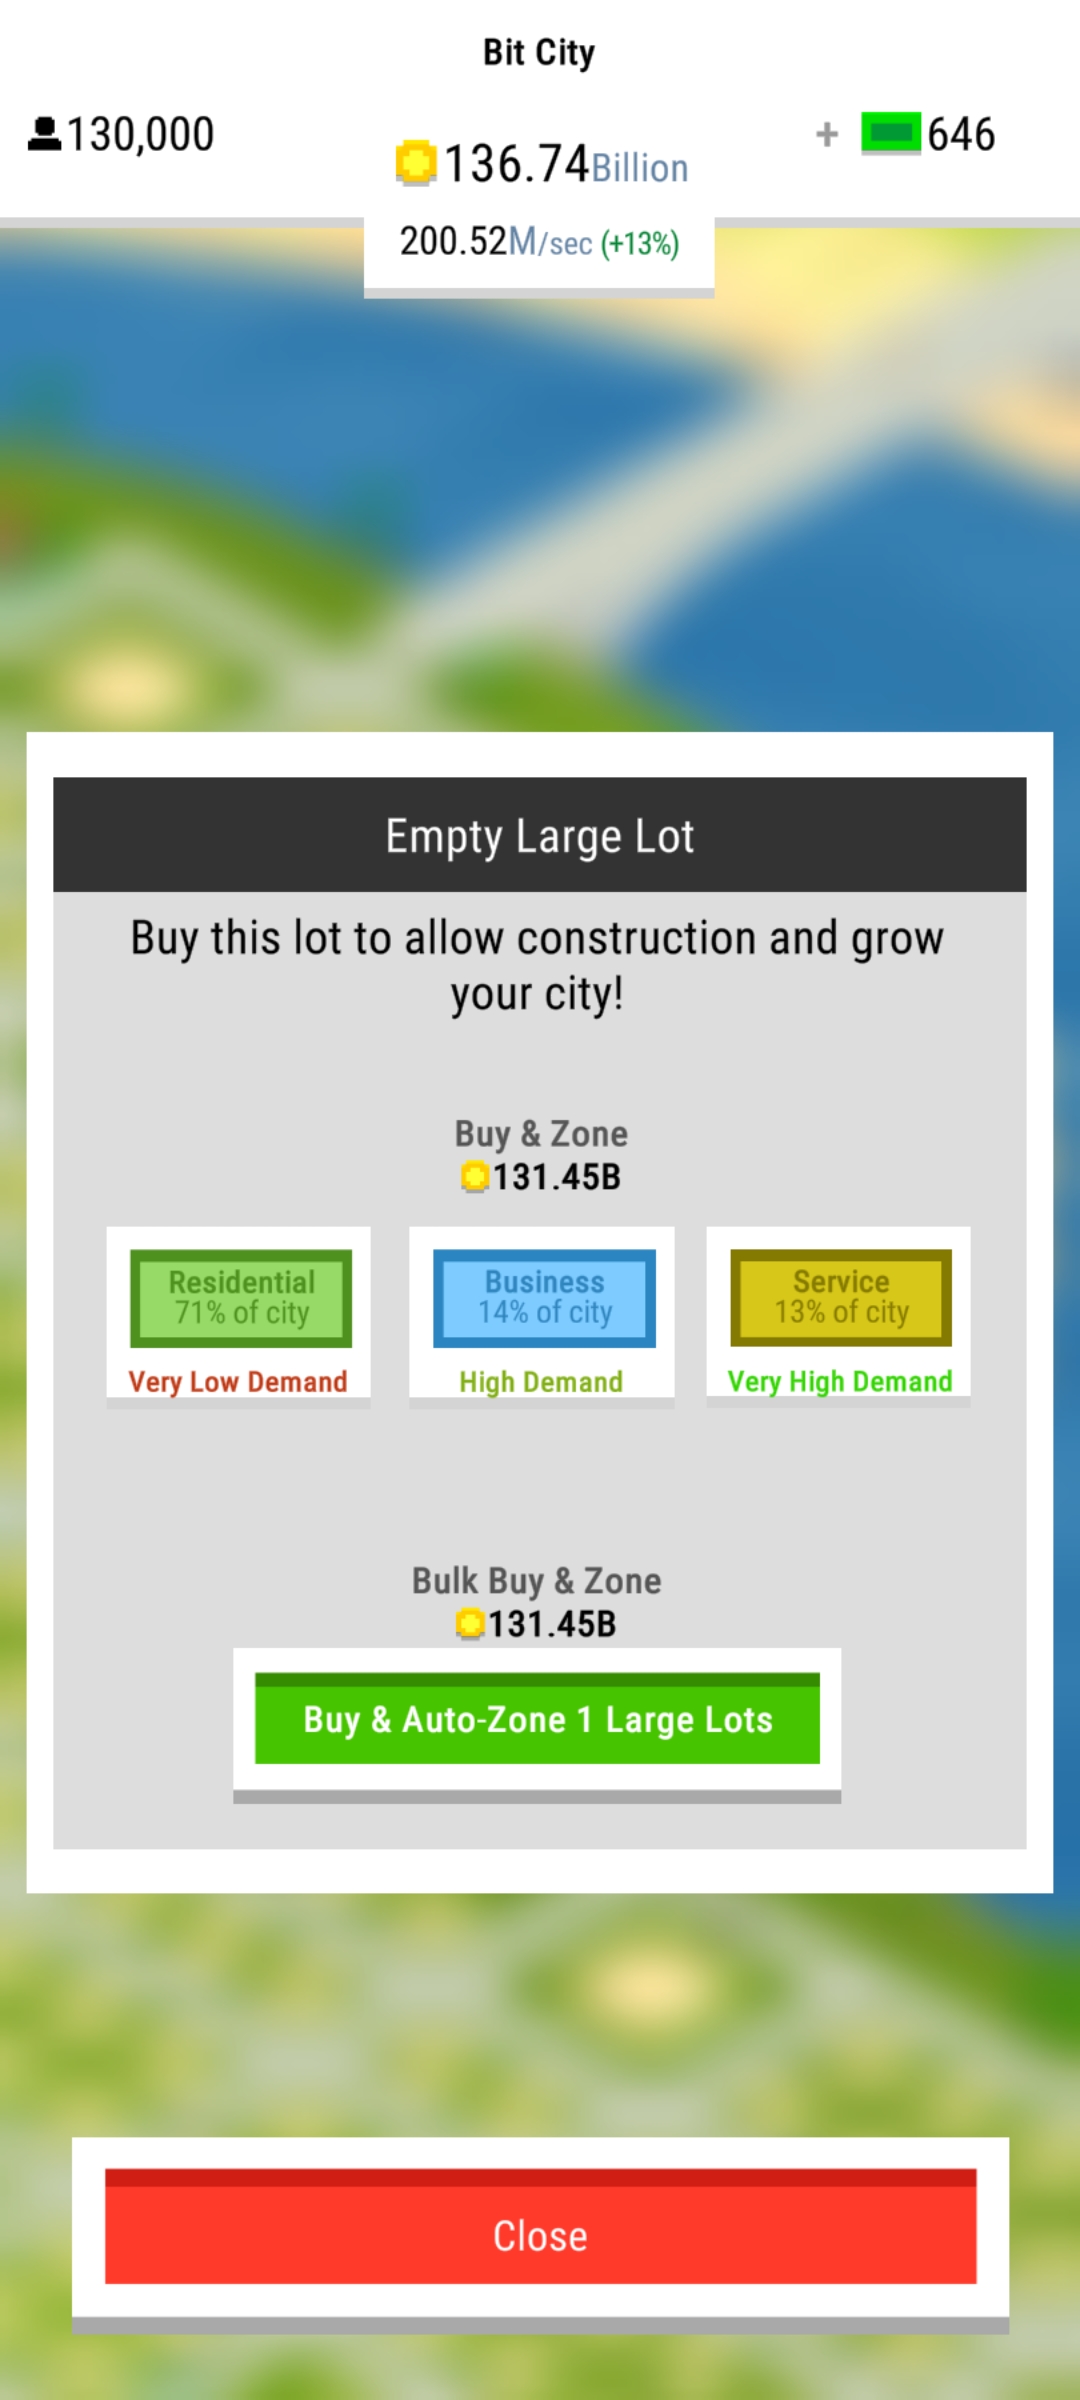 Bit City
130,000
136.74Billion
+ 646
200.52M/sec (+13%)
Empty Large Lot
Buy this lot to allow construction and grow
your city!
Buy & Zone
131.45B
Residential
71% of city
Very Low Demand
Business
14% of city
High Demand
Service
13% of city
Very High Demand
Bulk Buy & Zone
131.45B
Buy & Auto-Zone 1 Large Lots
Close